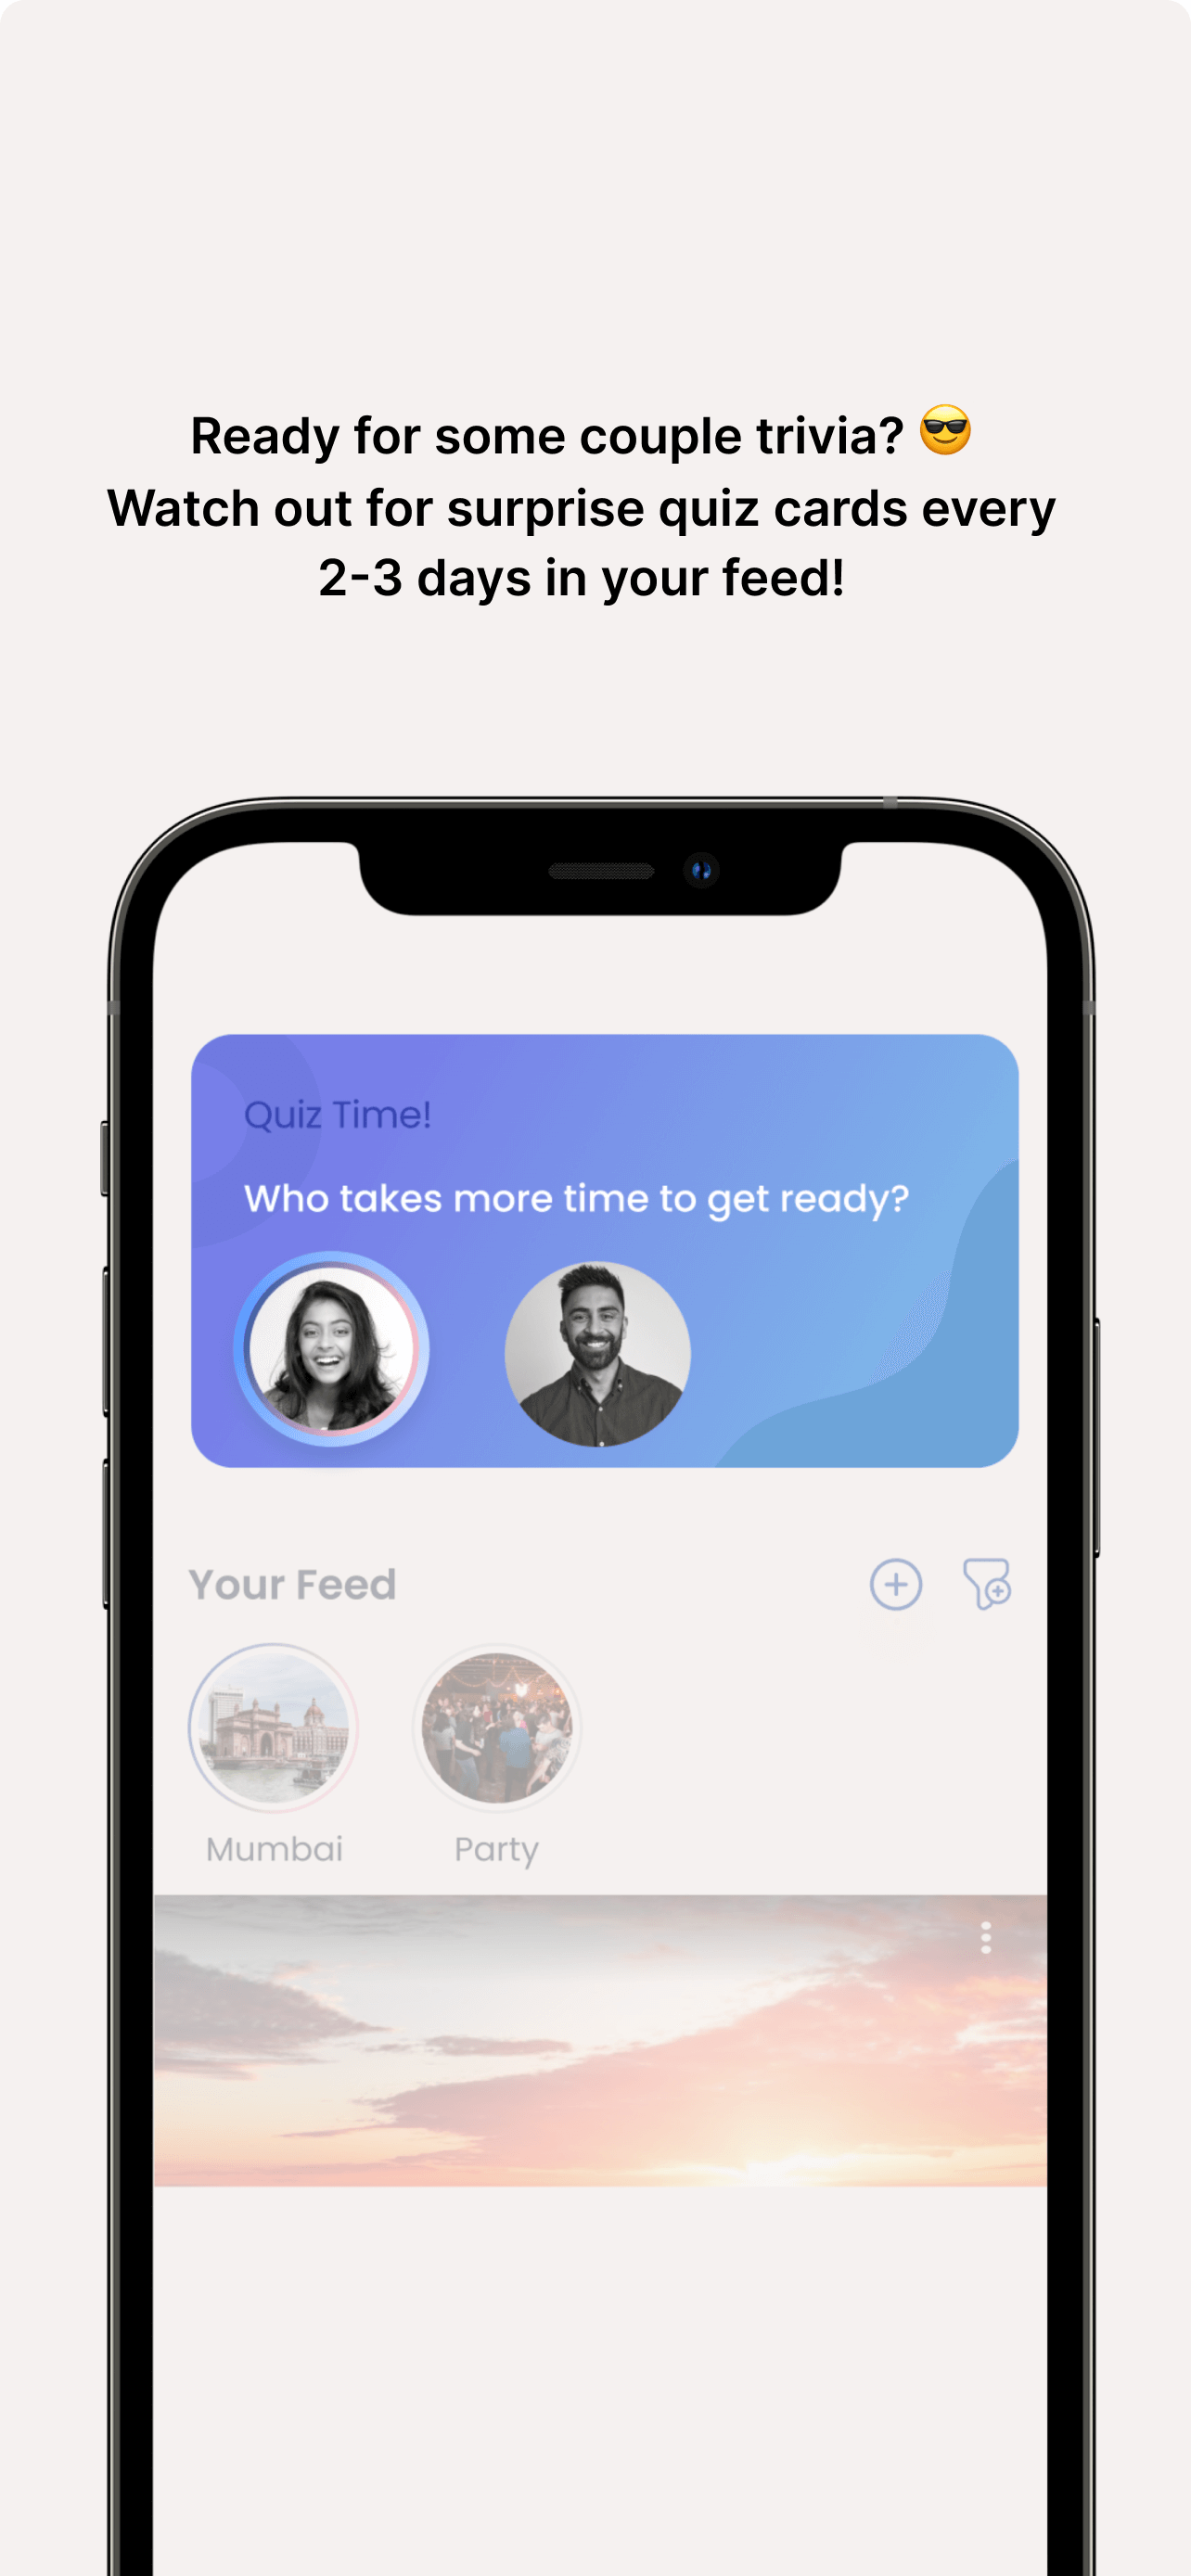 Ready for some couple trivia? 😎
Watch out for surprise quiz cards every
2-3 days in your feed!
Quiz Time!
Who takes more time to get ready?
Your Feed
Mumbai
Party